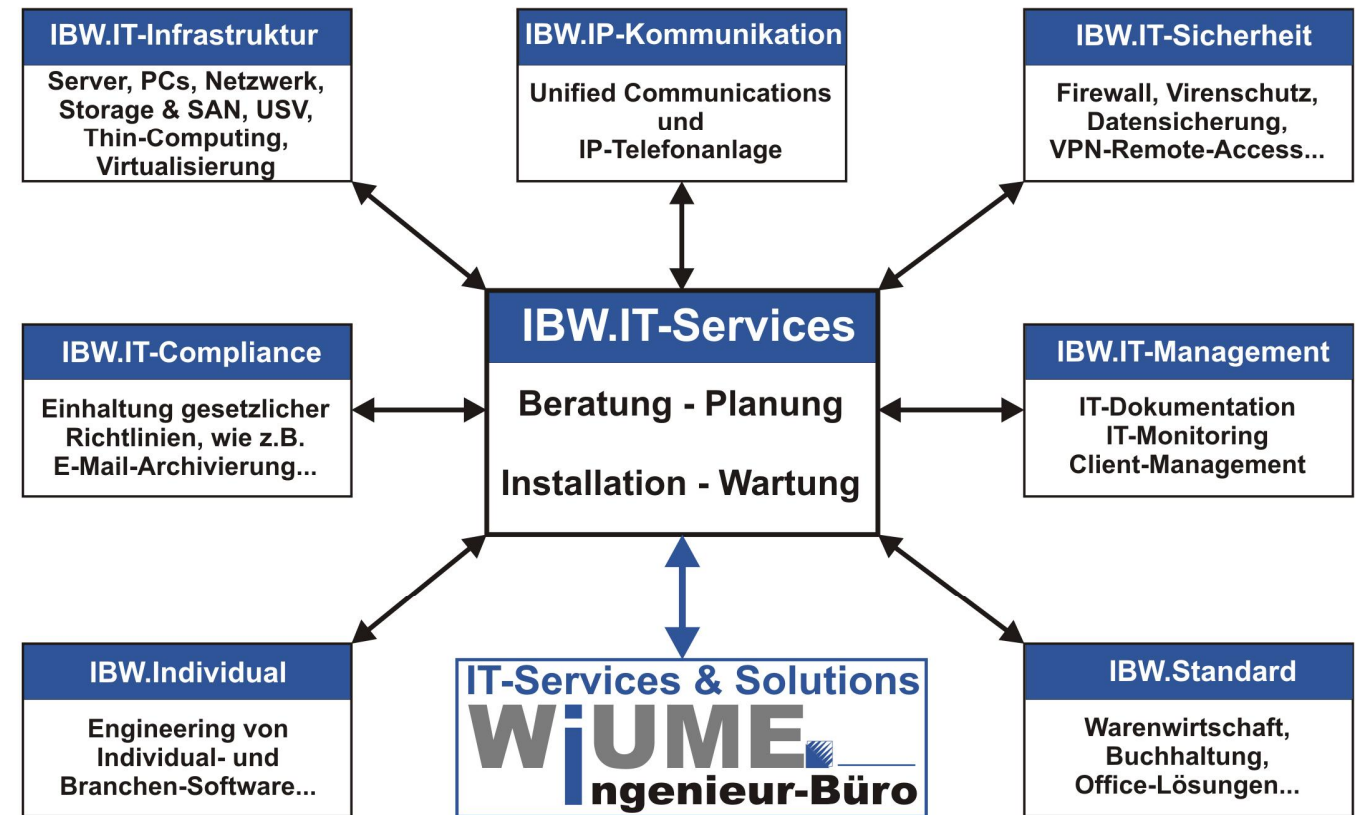 IBW.IT-Infrastruktur
Server, PCs, Netzwerk,
Storage & SAN, USV,
Thin-Computing,
Virtualisierung
IBW.IP-Kommunikation
Unified Communications
und
IP-Telefonanlage
IBW.IT-Sicherheit
Firewall, Virenschutz,
Datensicherung,
VPN-Remote-Access...
IBW.IT-Compliance
Einhaltung gesetzlicher
Richtlinien, wie z.B.
E-Mail-Archivierung...
IBW.IT-Services
Beratung - Planung
Installation - Wartung
IBW.IT-Management
IT-Dokumentation
IT-Monitoring
Client-Management
IBW.Individual
Engineering von
Individual- und
Branchen-Software...
IT-Services & Solutions
WiUME
ingenieur-Büro
IBW.Standard
Warenwirtschaft,
Buchhaltung,
Office-Lösungen...